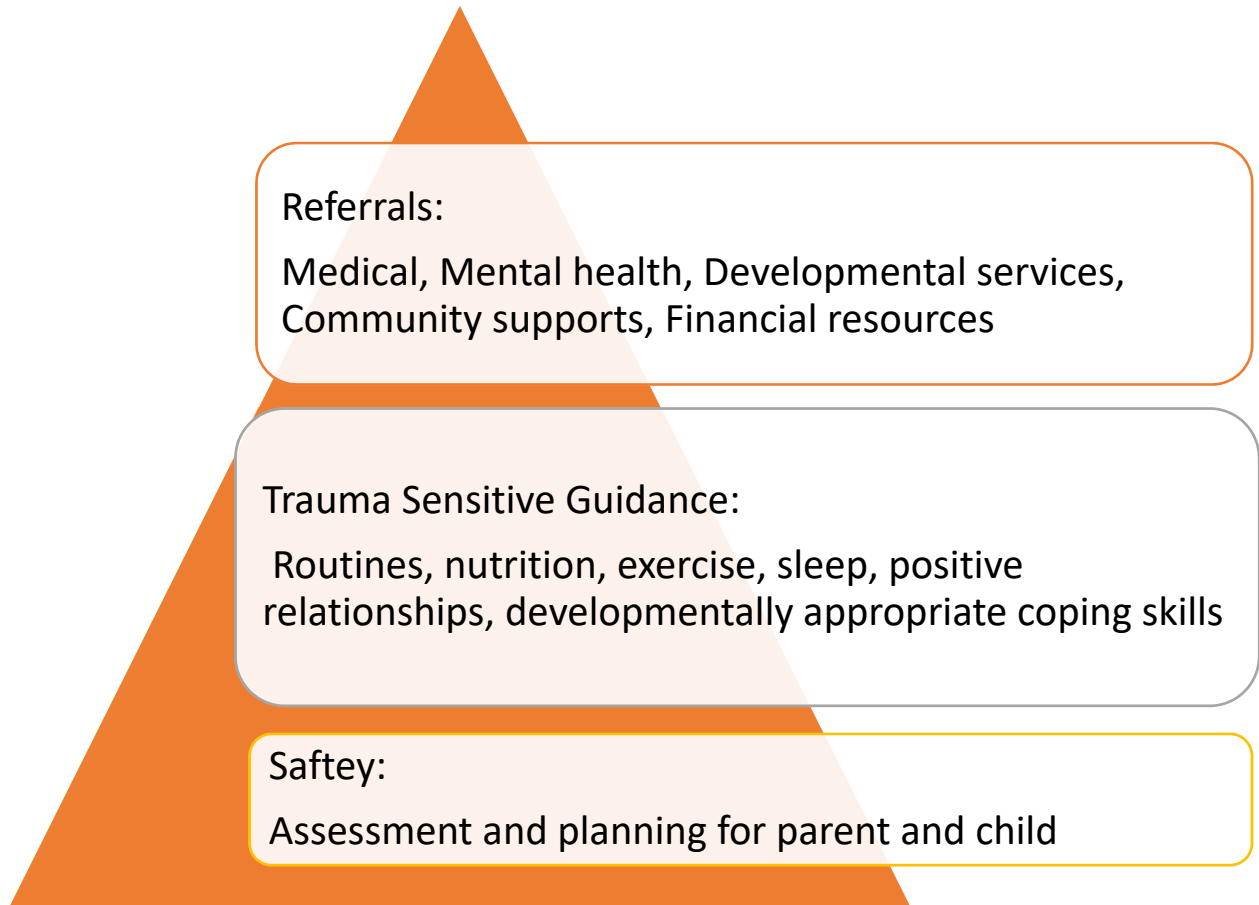 Referrals:
Medical, Mental health, Developmental services,
Community supports, Financial resources
Trauma Sensitive Guidance:
Routines, nutrition, exercise, sleep, positive
relationships, developmentally appropriate coping skills
Saftey:
Assessment and planning for parent and child